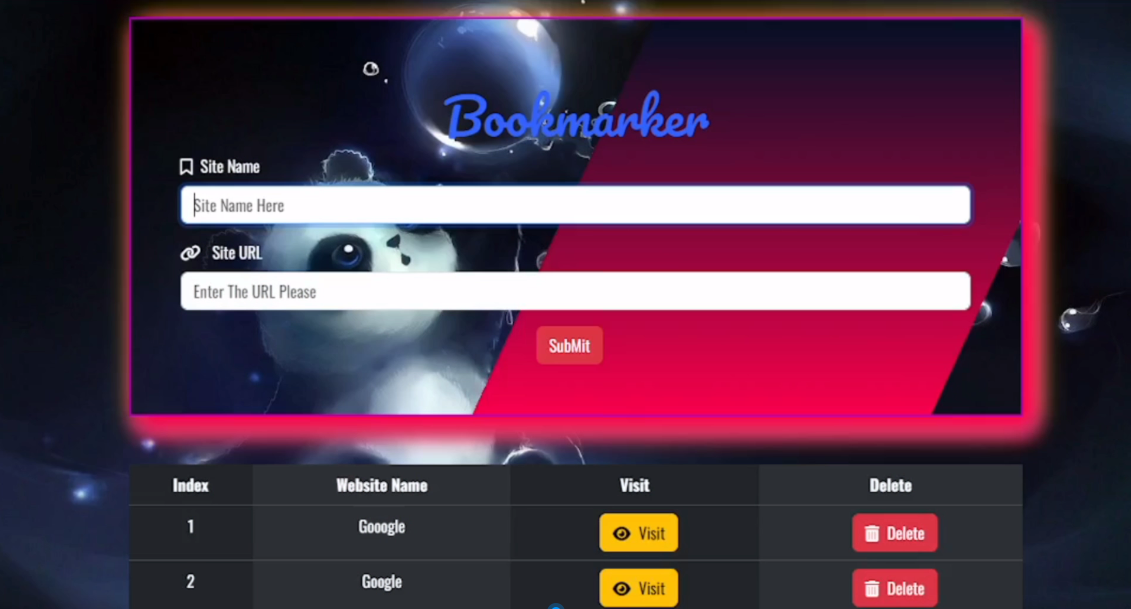 Bookmarker
Site Name
Site Name Here
Site URL
Enter The URL Please
SubMit
Index Website Name Visit Delete
1 Gooogle Visit Delete
2 Google Visit Delete